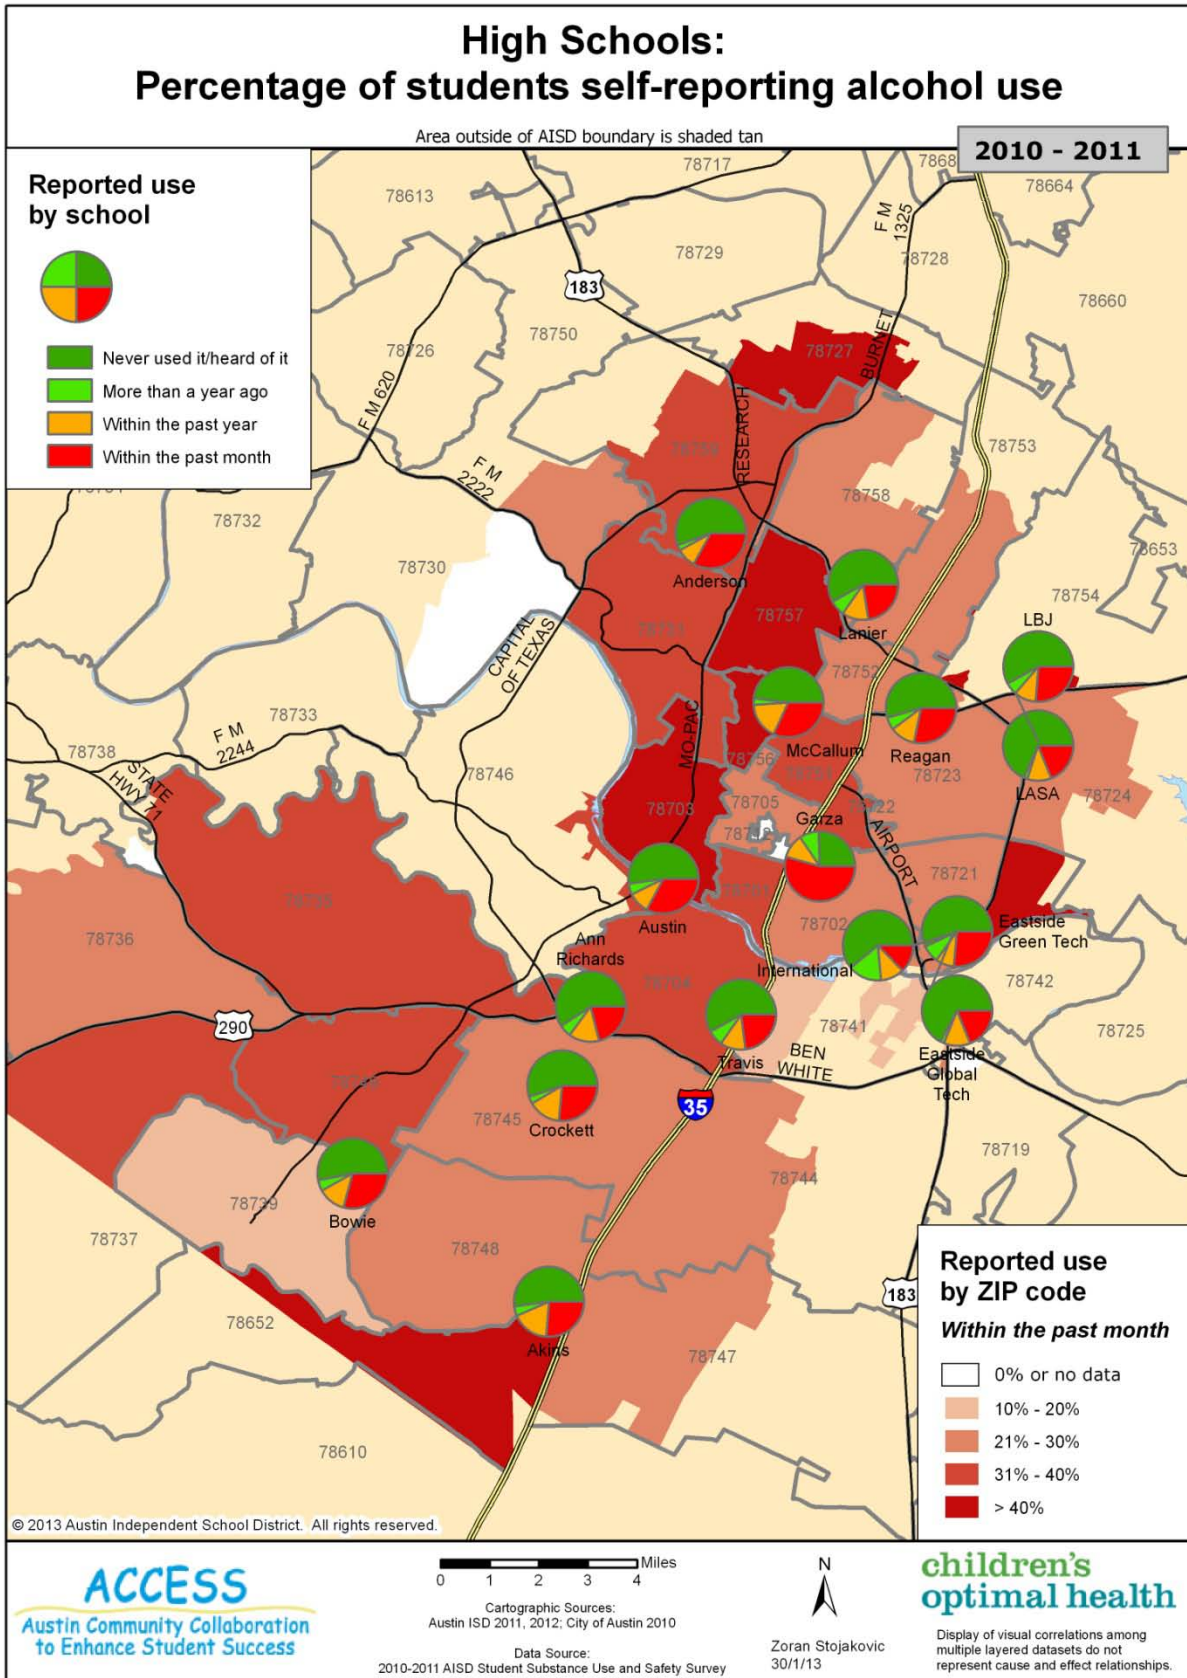 High Schools:
Percentage of students self-reporting alcohol use
Area outside of AISD boundary is shaded tan
2010 - 2011
Reported use
by school
Never used it/heard of it
More than a year ago
Within the past year
Within the past month
78717
78613
78664
F M
1325
78729
78728
183
78660
78750
78726
78727
BURNET
F M 620
RESEARCH
78753
F M
2222
78758
78732
78653
78730
Anderson
78754
78757
LBJ
Lanier
CAPITAL
OF TEXAS
78731
78752
78733
F M
2244
MO-PAC
McCallum
Reagan
78738
STATE
HWY 71
78746
78756
78723
LASA
78751
78724
78703
78705
78722
Garza
AIRPORT
78721
78735
78701
78702
Austin
Eastside
Green Tech
78736
Ann
Richards
International
78704
78742
290
78741
78725
Travis
BEN
WHITE
Eastside
Global
Tech
35
78745
Crockett
78719
78744
78739
Bowie
78737
78748
183
78652
Akins
78747
78610
Reported use
by ZIP code
Within the past month
0% or no data
10% - 20%
21% - 30%
31% - 40%
> 40%
© 2013 Austin Independent School District. All rights reserved.
ACCESS
Austin Community Collaboration
to Enhance Student Success
Miles
0 1 2 3 4
Cartographic Sources:
Austin ISD 2011, 2012; City of Austin 2010
Data Source:
2010-2011 AISD Student Substance Use and Safety Survey
N
Zoran Stojakovic
30/1/13
children's
optimal health
Display of visual correlations among
multiple layered datasets do not
represent cause and effect relationships.